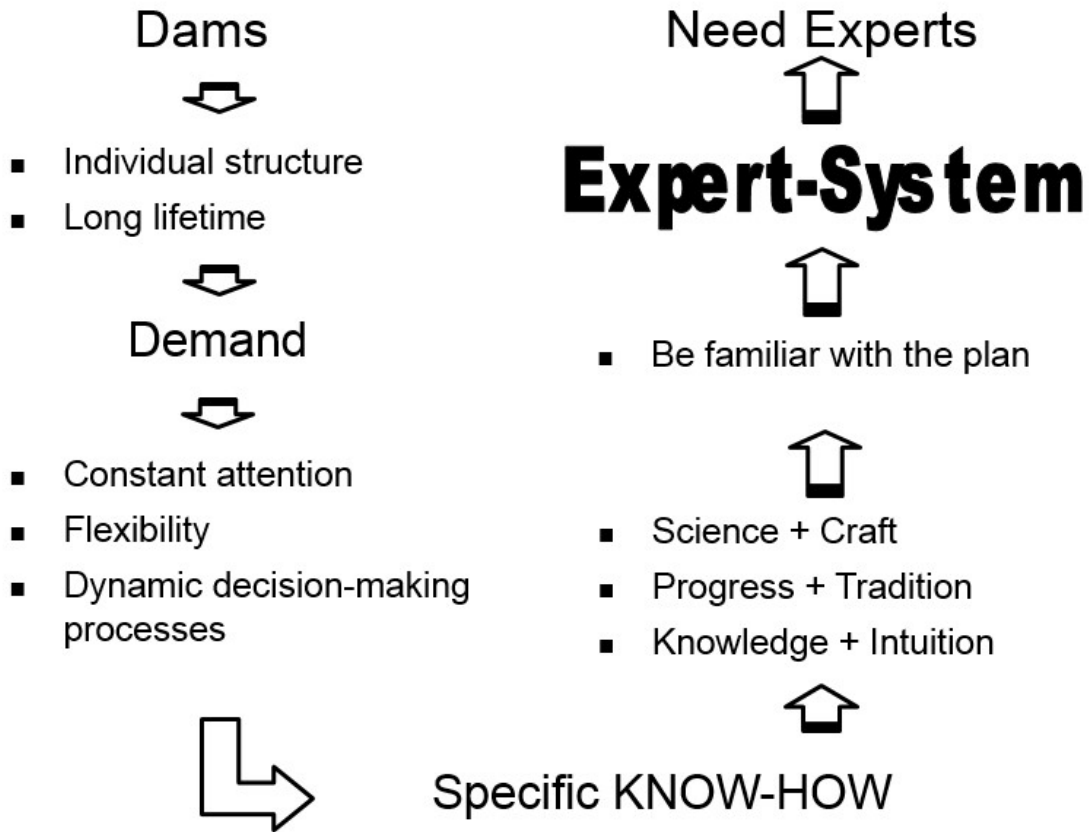 Dams
Individual structure
Long lifetime
Demand
Constant attention
Flexibility
Dynamic decision-making
processes
Specific KNOW-HOW
Science + Craft
Progress + Tradition
Knowledge + Intuition
Be familiar with the plan
Expert-System
Need Experts